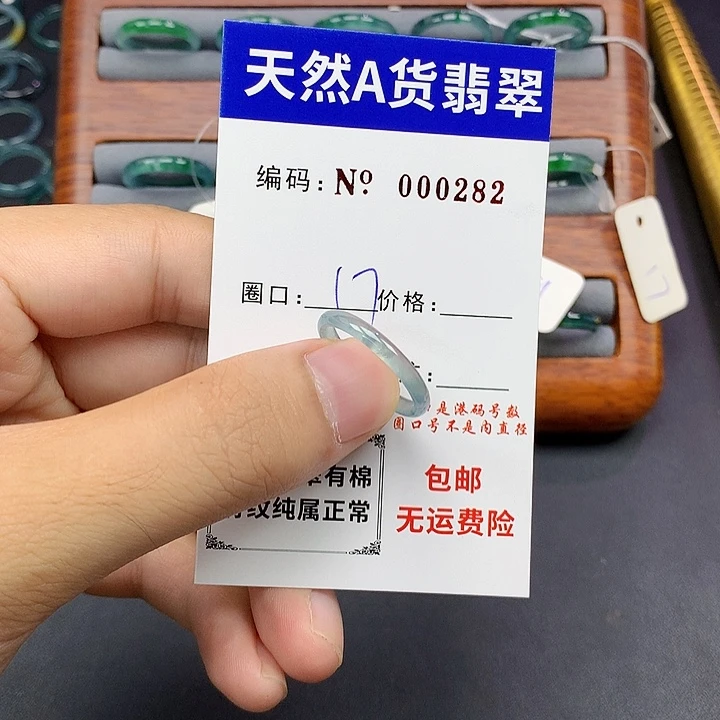 天然A货翡翠
编码：Nº 000282
圈口：17 价格：
是港码号数
圈口号不是内直径
有棉
纹纯属正常
包邮
无运费险